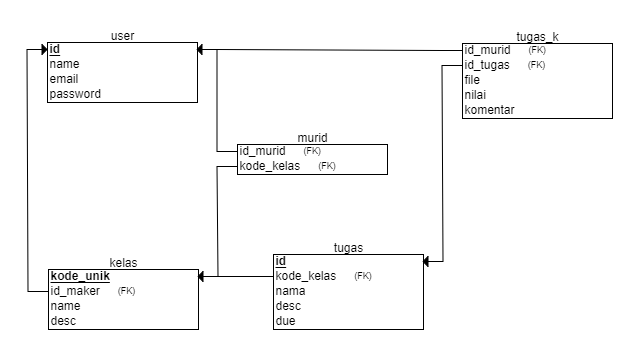 user
id
name
email
password
tugas_k
id_murid (FK)
id_tugas (FK)
file
nilai
komentar
murid
id_murid (FK)
kode_kelas (FK)
kelas
kode_unik
id_maker (FK)
name
desc
tugas
id
kode_kelas (FK)
nama
desc
due